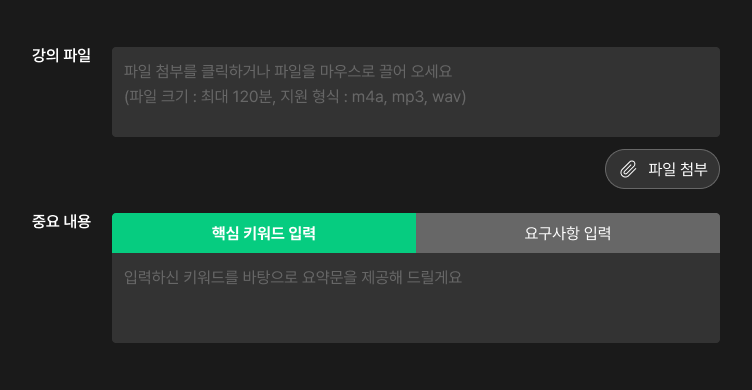 강의 파일
파일 첨부를 클릭하거나 파일을 마우스로 끌어 오세요
(파일 크기 : 최대 120분, 지원 형식 : m4a, mp3, wav)
파일 첨부
중요 내용
핵심 키워드 입력
요구사항 입력
입력하신 키워드를 바탕으로 요약문을 제공해 드릴게요